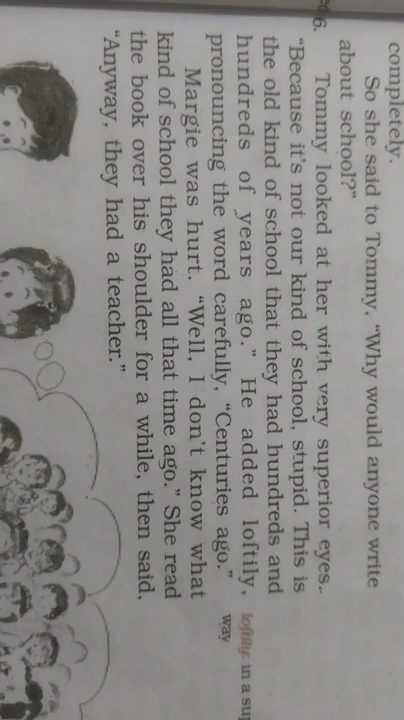 completely.
So she said to Tommy, “Why would anyone write
about school?”
6.
Tommy looked at her with very superior eyes.
“Because it's not our kind of school, stupid. This is
the old kind of school that they had hundreds and
hundreds of years ago.” He added loftily,
pronouncing the word carefully, “Centuries ago.”
loftily: in a
way
Margie was hurt. “Well, I don't know what
kind of school they had all that time ago.” She read
the book over his shoulder for a while, then said,
“Anyway, they had a teacher.”